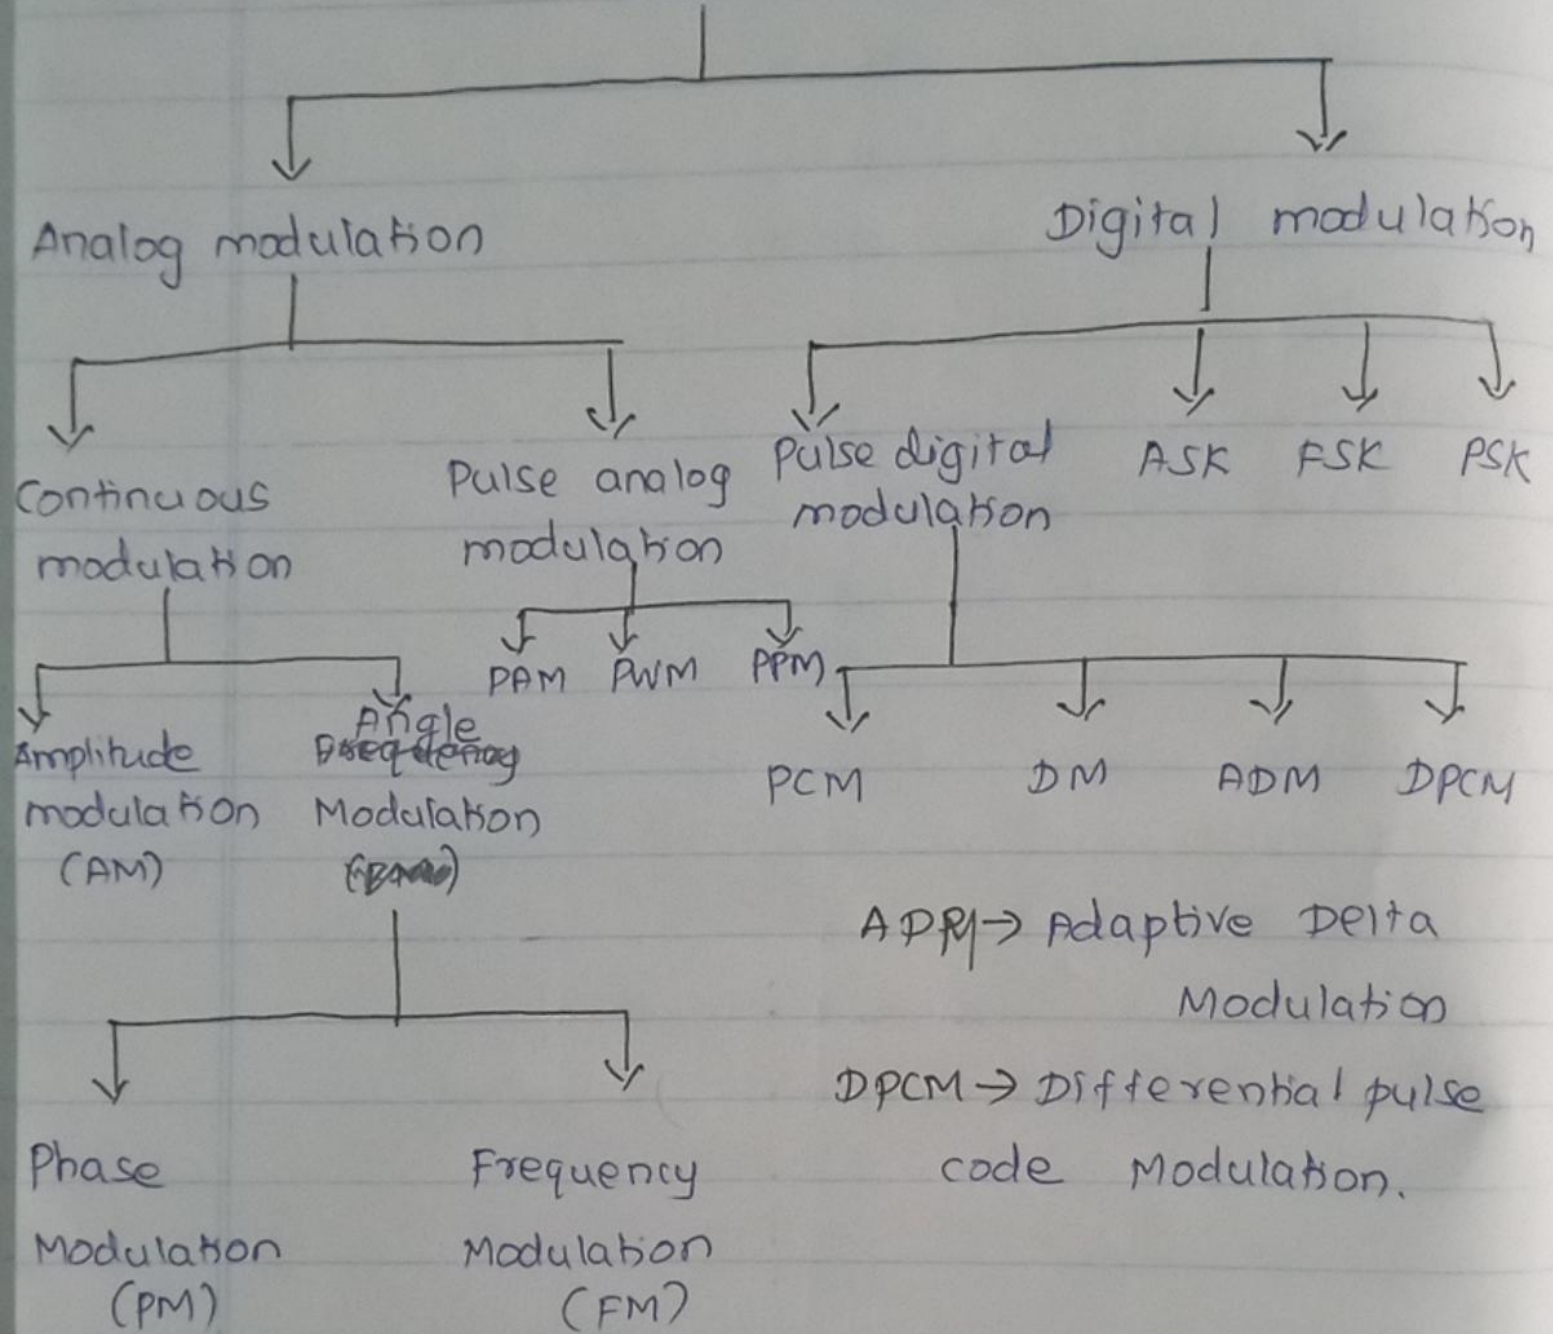 Analog modulation
Digital modulation
Continuous
modulation
Pulse analog
modulation
Pulse digital
modulation
ASK
FSK
PSK
PAM
PWM
PPM
Amplitude
modulation
(AM)
Angle
Modulation
PCM
DM
ADM
DPCM
Phase
Modulation
(PM)
Frequency
Modulation
(FM)
→ Adaptive Delta
Modulation
DPCM → Differential pulse
code Modulation.